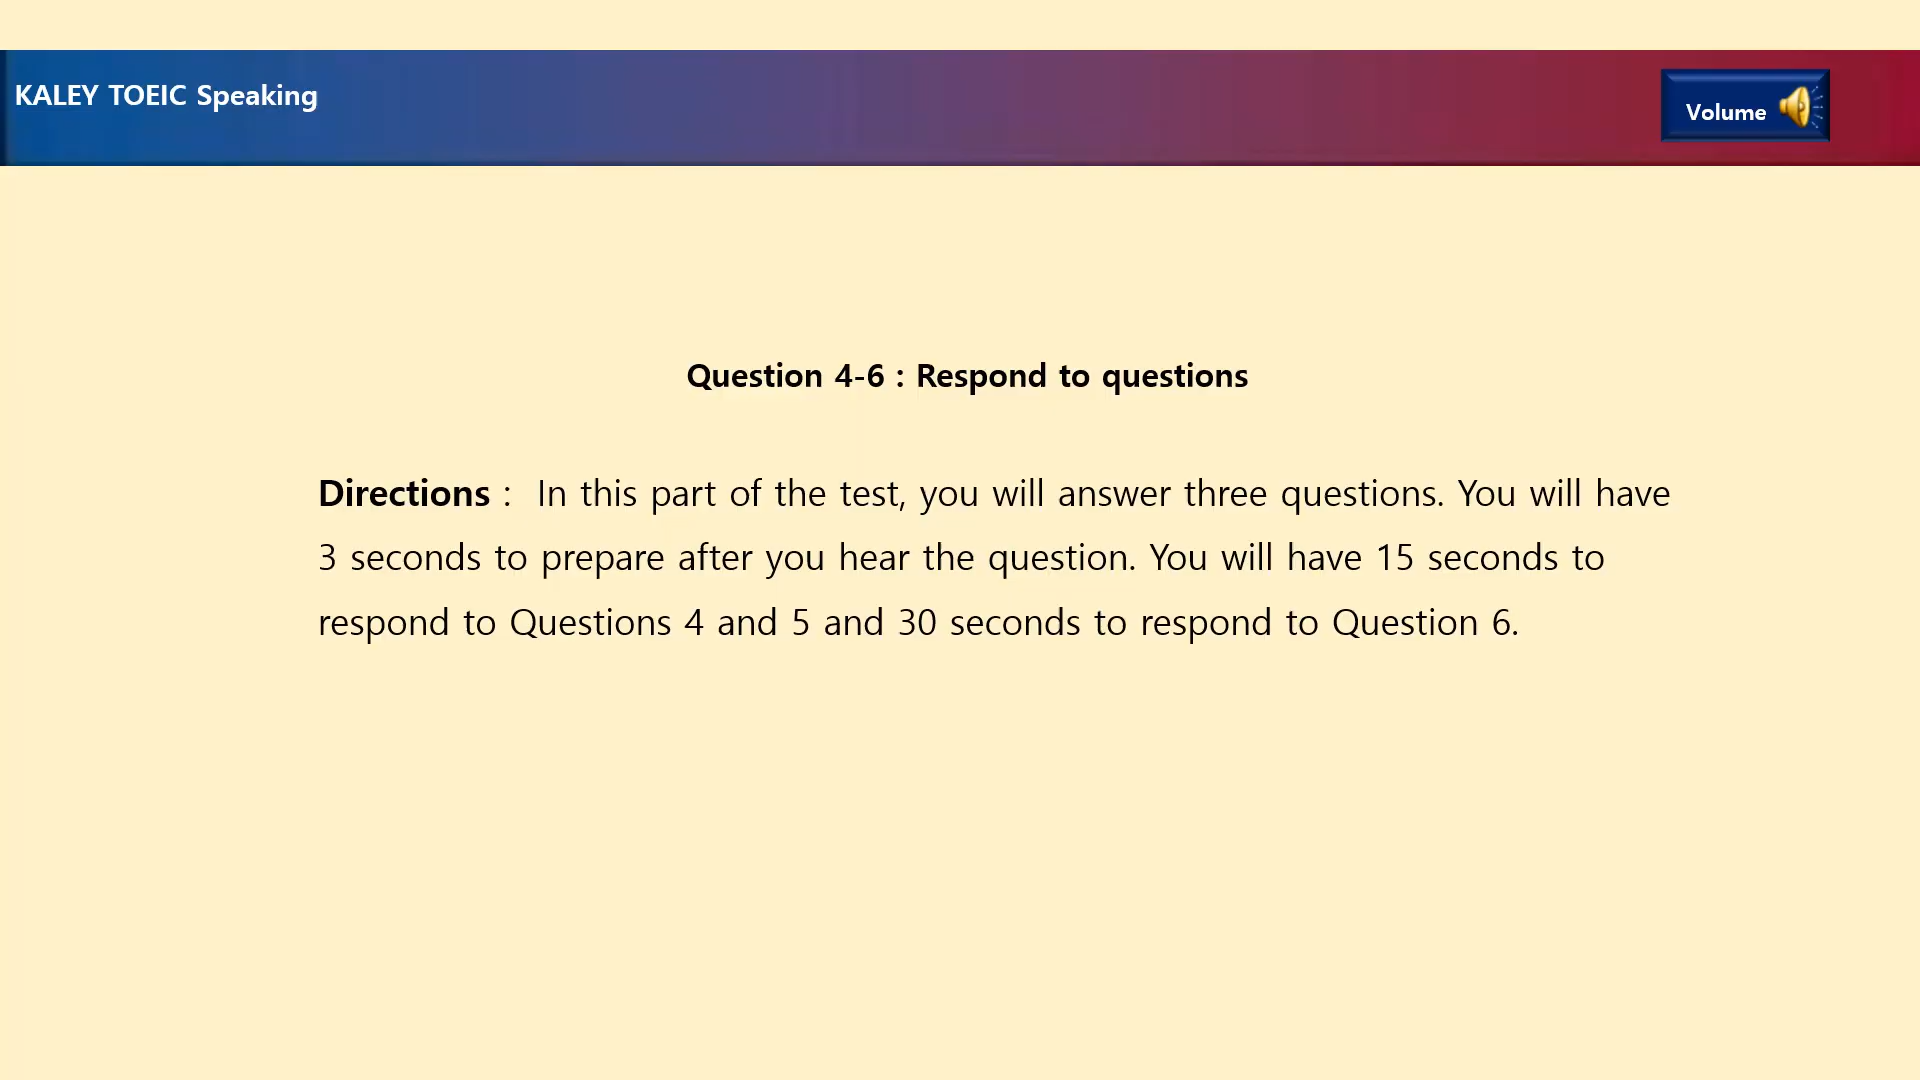 KALEY TOEIC Speaking
Volume
Question 4-6 : Respond to questions
Directions : In this part of the test, you will answer three questions. You will have
3 seconds to prepare after you hear the question. You will have 15 seconds to
respond to Questions 4 and 5 and 30 seconds to respond to Question 6.